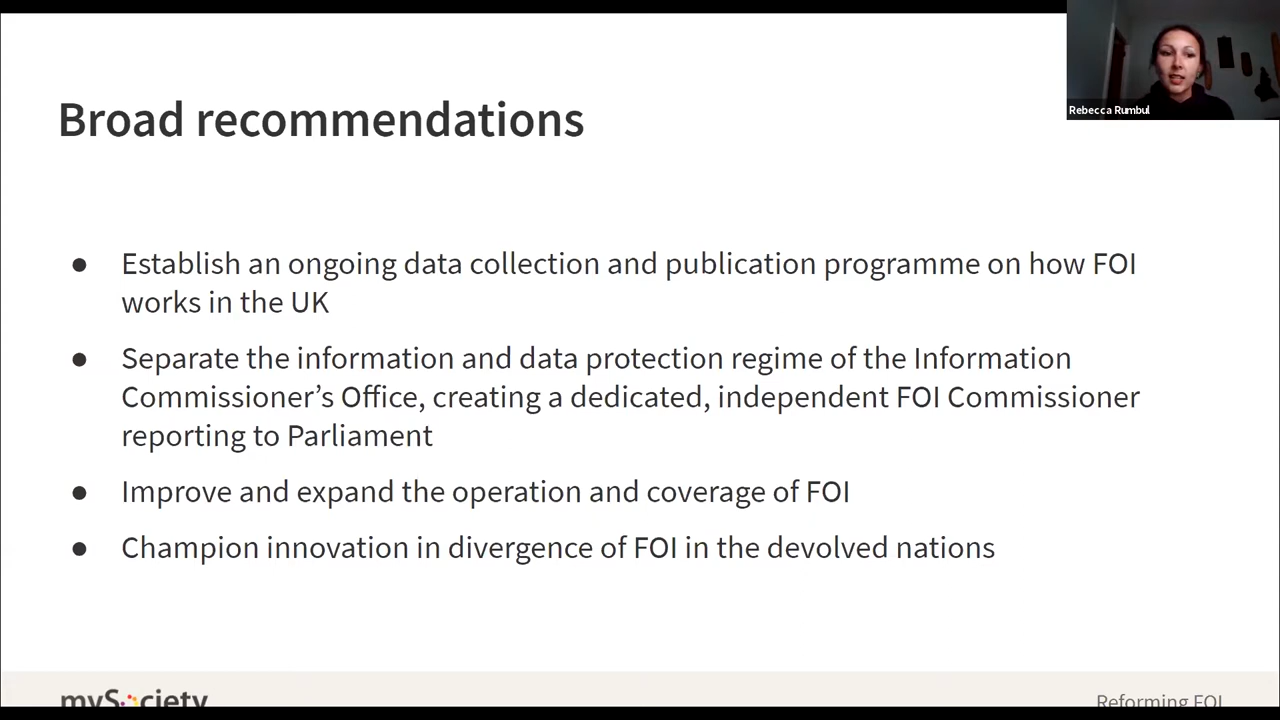 Rebecca Rumbul
Broad recommendations
● Establish an ongoing data collection and publication programme on how FOI
works in the UK
● Separate the information and data protection regime of the Information
Commissioner’s Office, creating a dedicated, independent FOI Commissioner
reporting to Parliament
● Improve and expand the operation and coverage of FOI
● Champion innovation in divergence of FOI in the devolved nations
mySociety
Reforming FOI